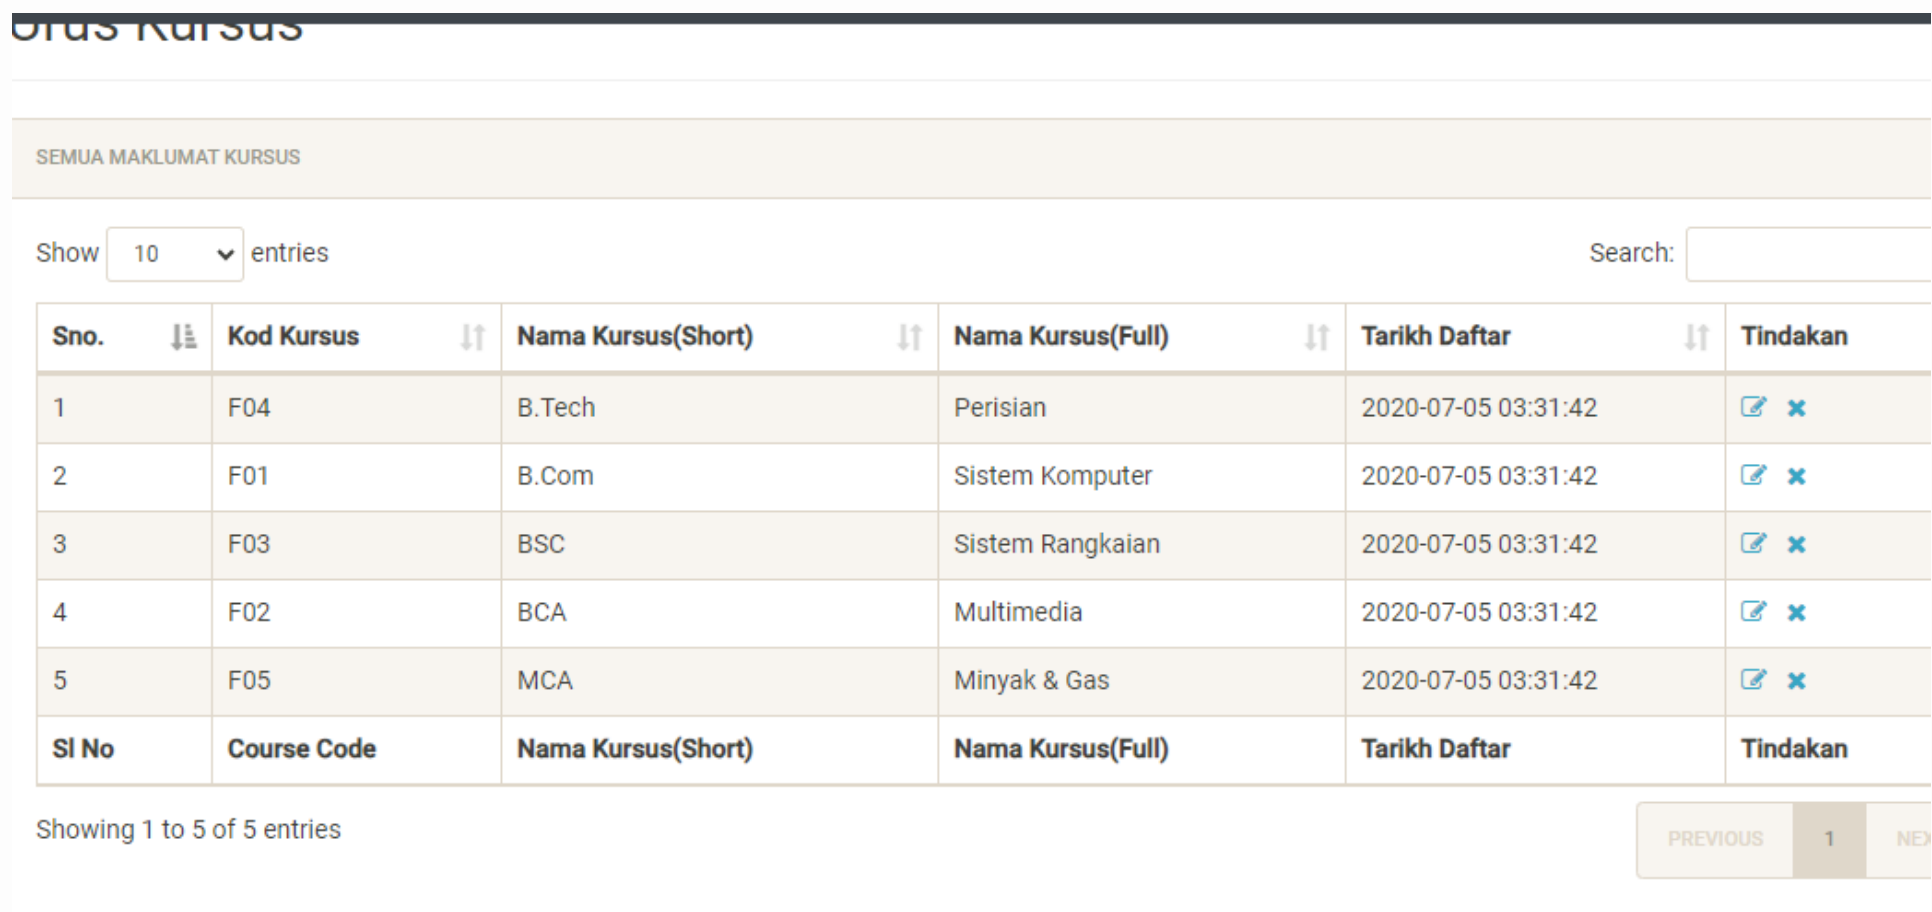 Urus Kursus
SEMUA MAKLUMAT KURSUS
Show 10 entries Search:
Sno. Kod Kursus Nama Kursus(Short) Nama Kursus(Full) Tarikh Daftar Tindakan
1 F04 B.Tech Perisian 2020-07-05 03:31:42
2 F01 B.Com Sistem Komputer 2020-07-05 03:31:42
3 F03 BSC Sistem Rangkaian 2020-07-05 03:31:42
4 F02 BCA Multimedia 2020-07-05 03:31:42
5 F05 MCA Minyak & Gas 2020-07-05 03:31:42
Sl No Course Code Nama Kursus(Short) Nama Kursus(Full) Tarikh Daftar Tindakan
Showing 1 to 5 of 5 entries
PREVIOUS 1